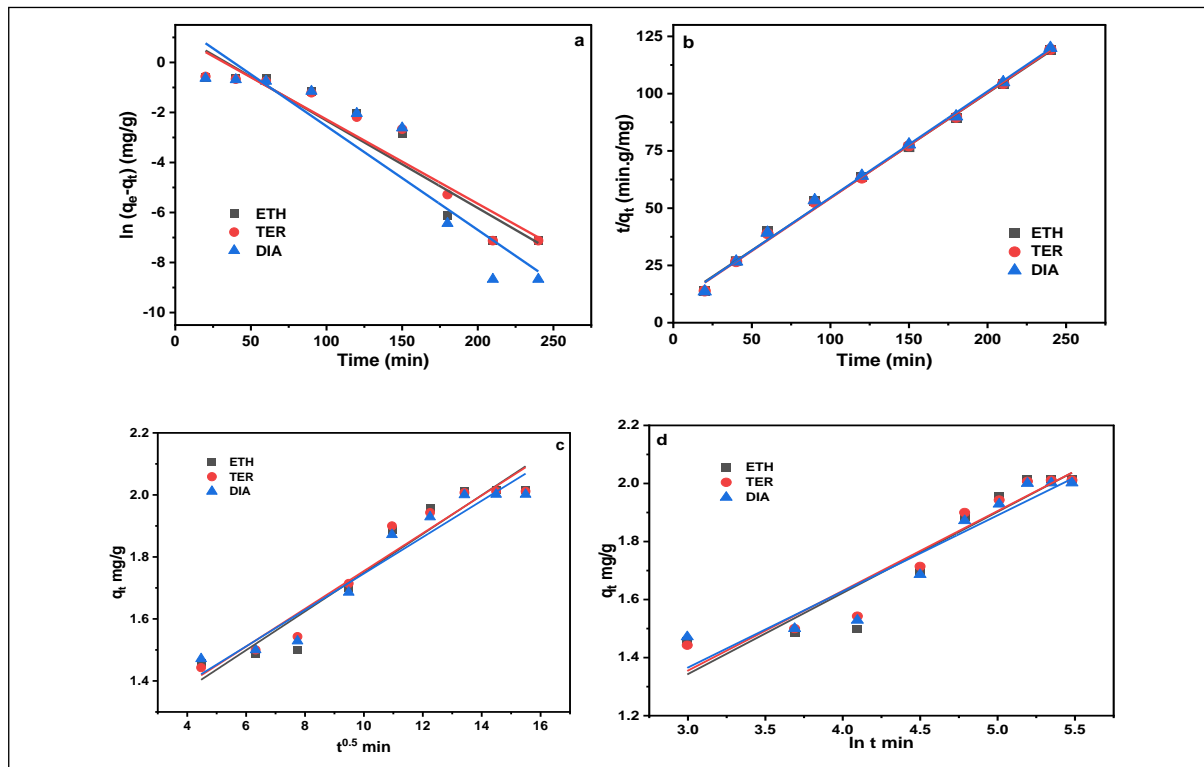 a
0
-2
-4
-6
-8
-10
ln (qe-qt) (mg/g)
ETH
TER
DIA
0 50 100 150 200 250
Time (min)
b
125
100
75
50
25
0
t/qt (min.g/mg)
ETH
TER
DIA
0 50 100 150 200 250
Time (min)
c
2.2
2.0
1.8
1.6
1.4
qt mg/g
ETH
TER
DIA
4 6 8 10 12 14 16
t0.5 min
d
2.2
2.0
1.8
1.6
1.4
1.2
qt mg/g
ETH
TER
DIA
3.0 3.5 4.0 4.5 5.0 5.5
ln t min